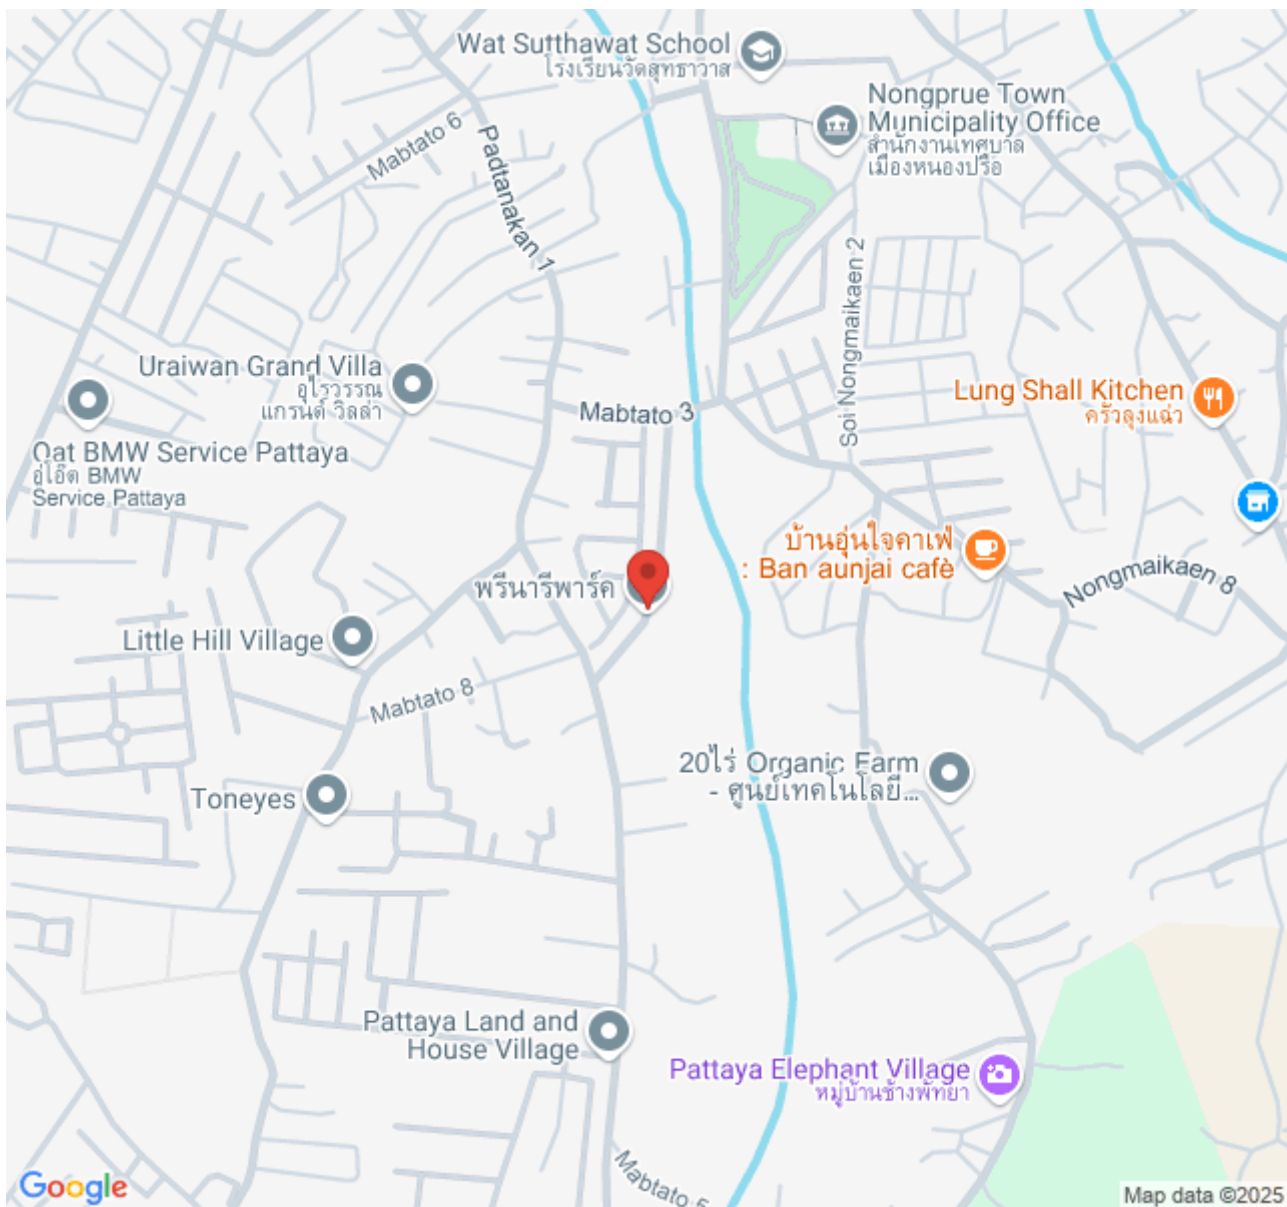 Wat Sutthawat School
โรงเรียนวัดสุทธาวาส
Nongprue Town
Municipality Office
สำนักงานเทศบาล
เมืองหนองปรือ
Mabtato 6
Padtanakan 1
Soi Nongmaikaen 2
Uraiwan Grand Villa
อุไรวรรณ
แกรนด์ วิลล่า
Mabtato 3
Lung Shall Kitchen
ครัวลุงแฉ่ว
Oat BMW Service Pattaya
อู่โอ๊ต BMW
Service Pattaya
บ้านอุ่นใจคาเฟ่
: Ban aunjai cafè
Nongmaikaen 8
พรีนารีพาร์ค
Little Hill Village
Mabtato 8
20ไร่ Organic Farm
- ศูนย์เทคโนโลยี...
Toneyes
Pattaya Land and
House Village
Pattaya Elephant Village
หมู่บ้านช้างพัทยา
Mabtato 5
Google
Map data ©2025